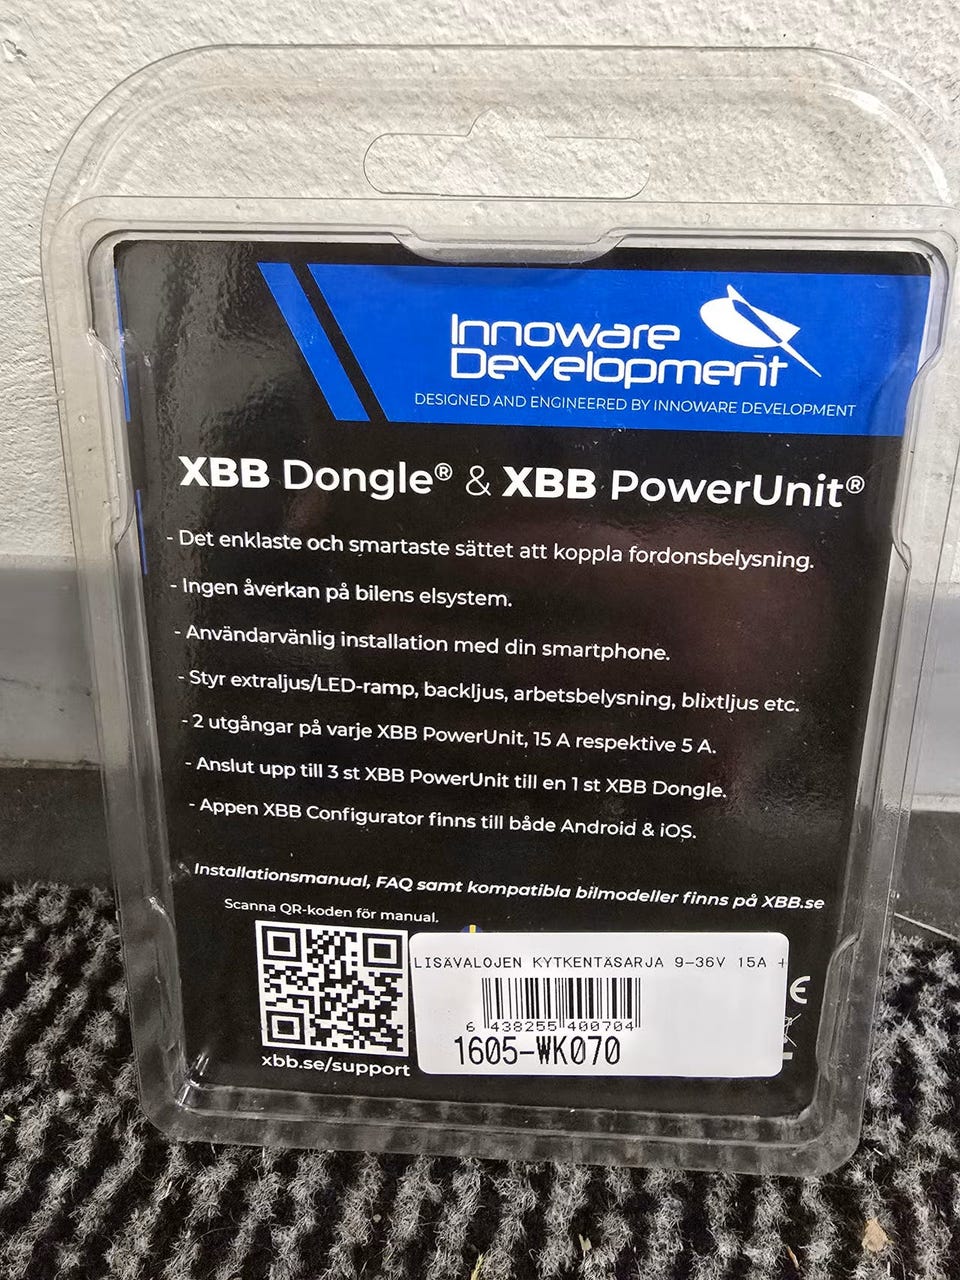 Innoware
Development
DESIGNED AND ENGINEERED BY INNOWARE DEVELOPMENT
XBB Dongle® & XBB PowerUnit®
- Det enklaste och smartaste sättet att koppla fordonsbelysning.
- Ingen åverkan på bilens elsystem.
- Användarvänlig installation med din smartphone.
- Styr extraljus/LED-ramp, backljus, arbetsbelysning, blixtljus etc.
- 2 utgångar på varje XBB PowerUnit, 15 A respektive 5 A.
- Anslut upp till 3 st XBB PowerUnit till en 1 st XBB Dongle.
- Appen XBB Configurator finns till både Android & iOS.
Installationsmanual, FAQ samt kompatibla bilmodeller finns på XBB.se
Scanna QR-koden för manual.
xbb.se/support
LISÄVALOJEN KYTKENTÄSARJA 9-36V 15A +
6 438255 400704
1605-WK070
CE